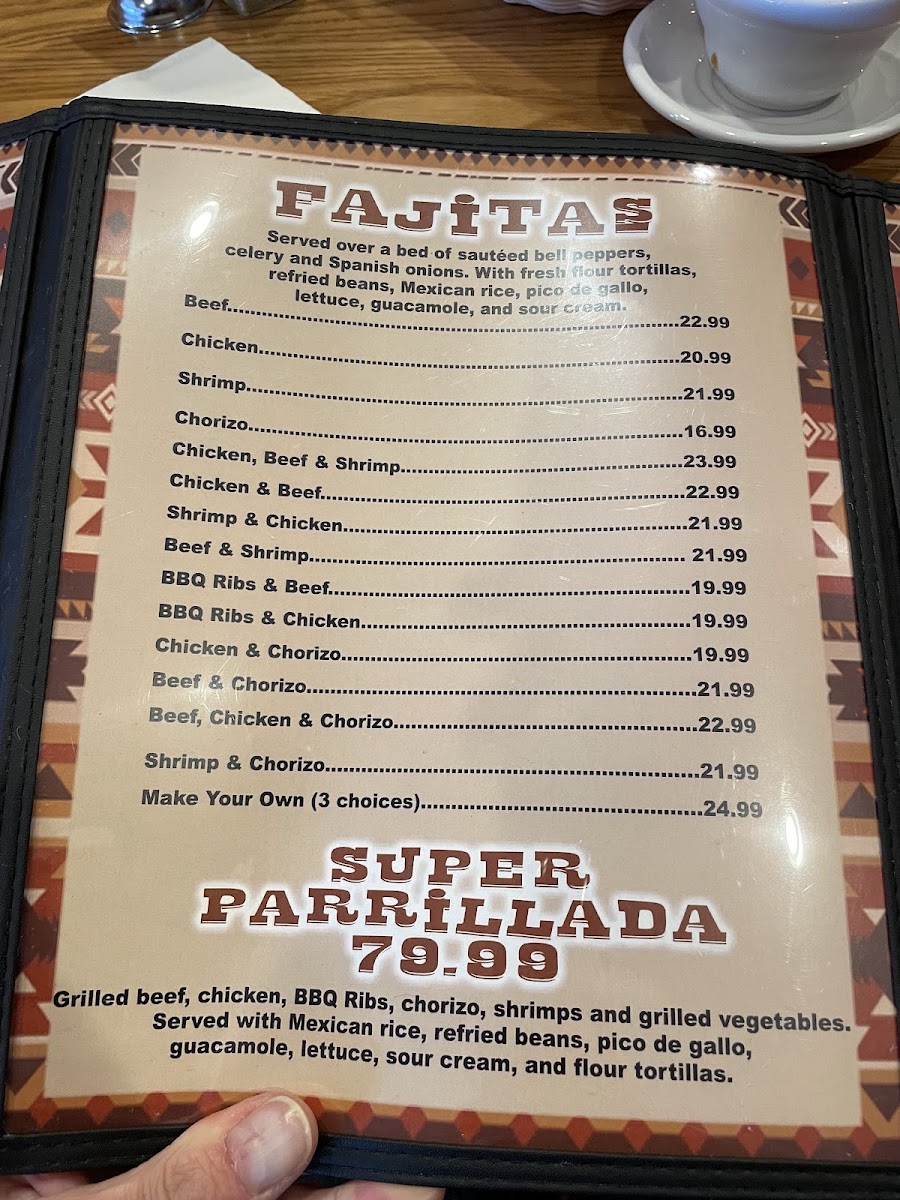 FAJiTAS
Served over a bed of sautéed bell peppers,
celery and Spanish onions. With fresh flour tortillas,
refried beans, Mexican rice, pico de gallo,
lettuce, guacamole, and sour cream.
Beef....................................................................................22.99
Chicken..............................................................................20.99
Shrimp................................................................................21.99
Chorizo................................................................................16.99
Chicken, Beef & Shrimp....................................................23.99
Chicken & Beef...................................................................22.99
Shrimp & Chicken................................................................21.99
Beef & Shrimp...................................................................... 21.99
BBQ Ribs & Beef..................................................................19.99
BBQ Ribs & Chicken.............................................................19.99
Chicken & Chorizo................................................................19.99
Beef & Chorizo.......................................................................21.99
Beef, Chicken & Chorizo........................................................22.99
Shrimp & Chorizo....................................................................21.99
Make Your Own (3 choices)....................................................24.99
SUPER
PARRiLLADA
79.99
Grilled beef, chicken, BBQ Ribs, chorizo, shrimps and grilled vegetables.
Served with Mexican rice, refried beans, pico de gallo,
guacamole, lettuce, sour cream, and flour tortillas.